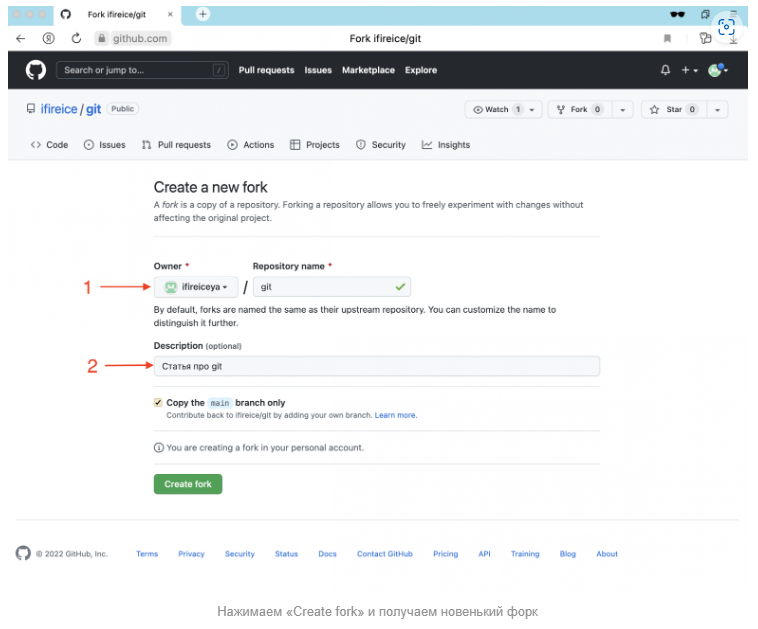 Fork ifireice/git
github.com
Fork ifireice/git
Search or jump to...
/
Pull requests Issues Marketplace Explore
ifireice / git Public
Watch 1
Fork 0
Star 0
Code Issues Pull requests Actions Projects Security Insights
Create a new fork
A fork is a copy of a repository. Forking a repository allows you to freely experiment with changes without
affecting the original project.
Owner * Repository name *
1 ifireiceya / git
By default, forks are named the same as their upstream repository. You can customize the name to
distinguish it further.
Description (optional)
2 Статья про git
Copy the main branch only
Contribute back to ifireice/git by adding your own branch. Learn more.
You are creating a fork in your personal account.
Create fork
© 2022 GitHub, Inc. Terms Privacy Security Status Docs Contact GitHub Pricing API Training Blog About
Нажимаем «Create fork» и получаем новенький форк